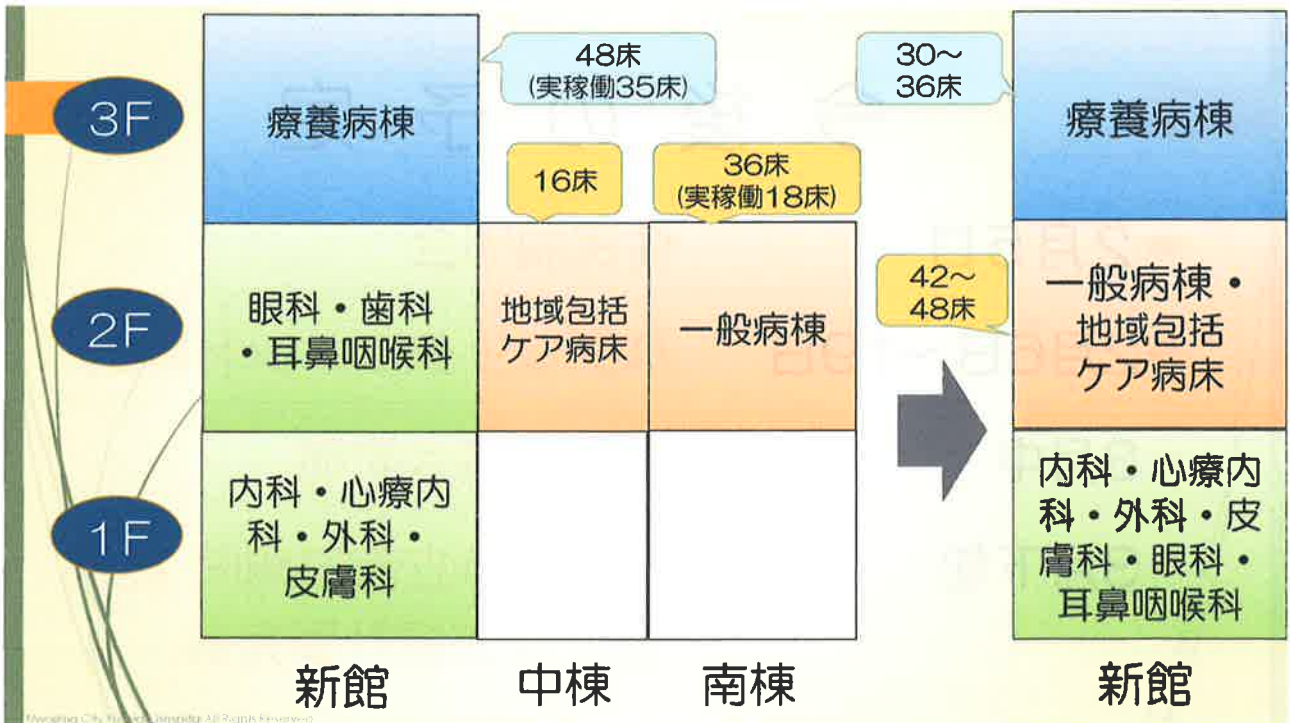 3F
療養病棟
48床
(実稼働35床)
30～
36床
療養病棟
16床
36床
(実稼働18床)
2F
眼科・歯科
・耳鼻咽喉科
地域包括
ケア病床
一般病棟
42～
48床
一般病棟・
地域包括
ケア病床
1F
内科・心療内
科・外科・
皮膚科
内科・心療内
科・外科・皮
膚科・眼科・
耳鼻咽喉科
新館
中棟
南棟
新館
All Rights Reserved